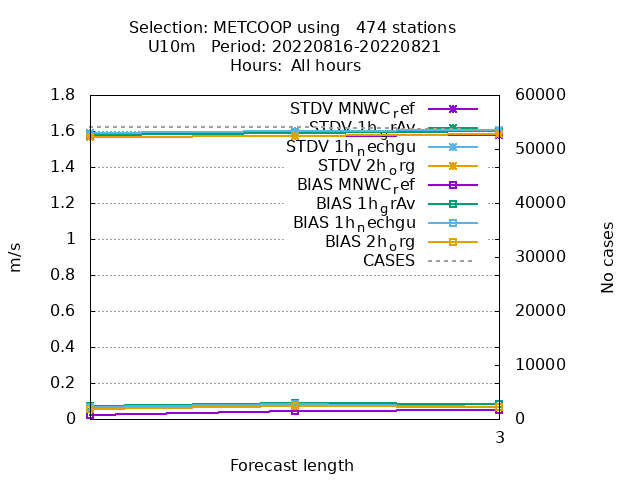 Selection: METCOOP using   474 stations
U10m   Period: 20220816-20220821
Hours:  All hours
1.8
1.6
1.4
1.2
1
0.8
0.6
0.4
0.2
0
m/s
STDV MNWC_ref
STDV 1h_grAv
STDV 1h_nechgu
STDV 2h_org
BIAS MNWC_ref
BIAS 1h_grAv
BIAS 1h_nechgu
BIAS 2h_org
CASES
60000
50000
40000
30000
20000
10000
0
No cases
3
Forecast length